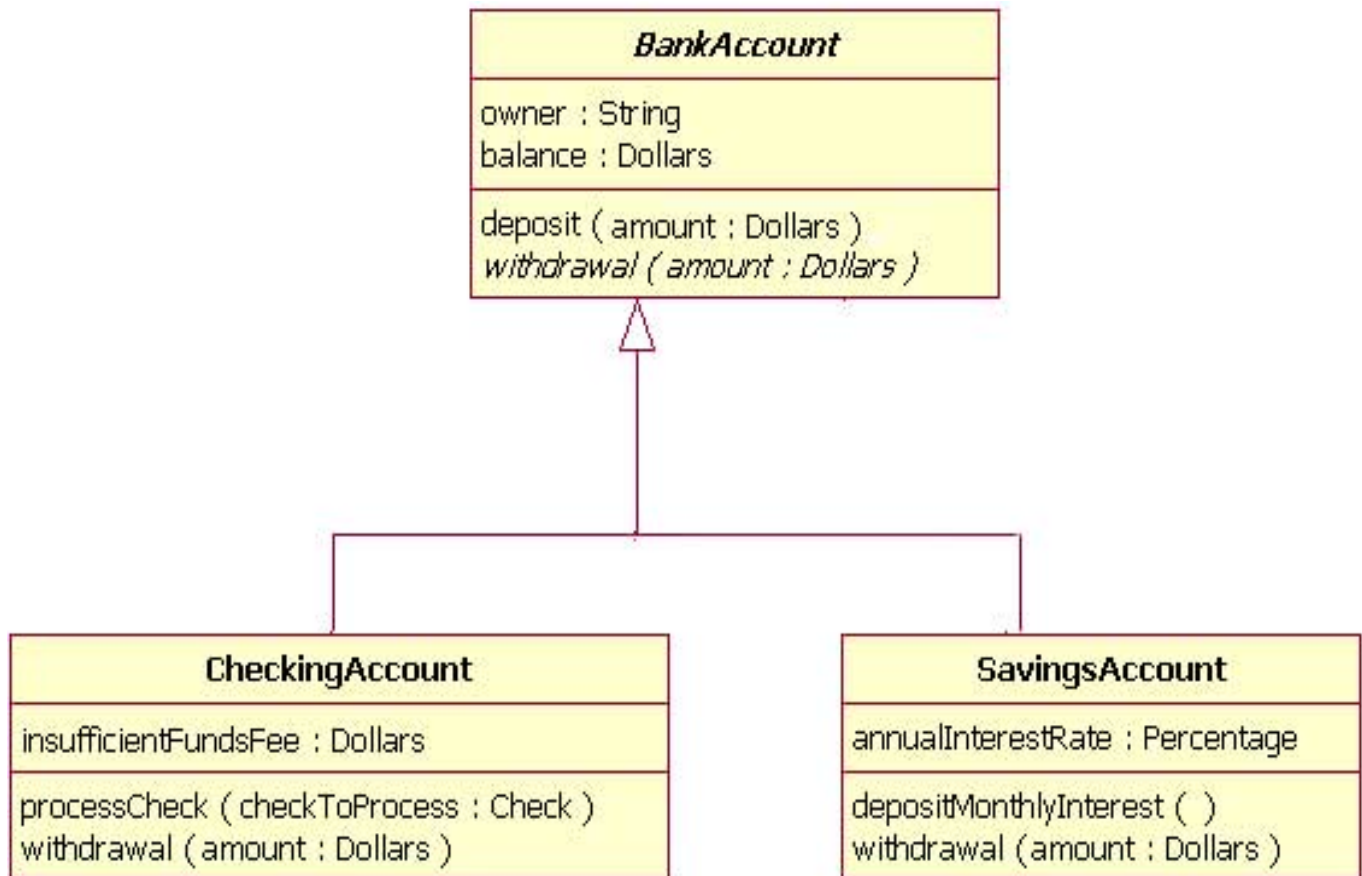 BankAccount
owner : String
balance : Dollars
deposit ( amount : Dollars )
withdrawal ( amount : Dollars )
CheckingAccount
insufficientFundsFee : Dollars
processCheck ( checkToProcess : Check )
withdrawal ( amount : Dollars )
SavingsAccount
annualInterestRate : Percentage
depositMonthlyInterest ( )
withdrawal ( amount : Dollars )